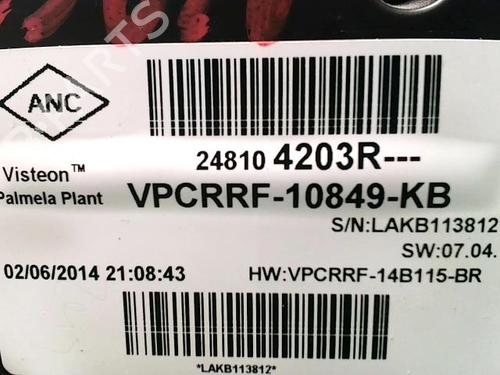 ANC
24810 4203R---
Visteon™
Palmela Plant
VPCRRF-10849-KB
S/N:LAKB113812
SW:07.04.
02/06/2014 21:08:43
HW:VPCRRF-14B115-BR
*LAKB113812*